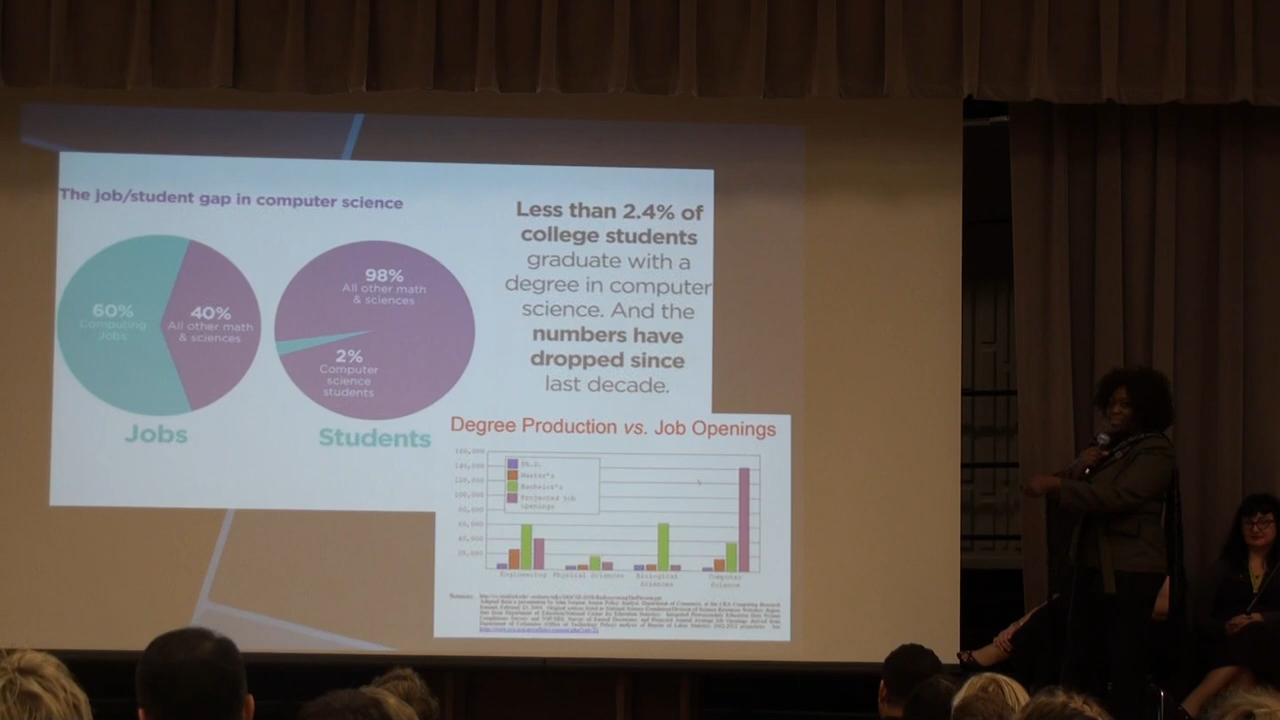 The job/student gap in computer science
60%
Computing
Jobs
40%
All other math
& sciences
Jobs
98%
All other math
& sciences
2%
Computer
science
students
Students
Less than 2.4% of
college students
graduate with a
degree in computer
science. And the
numbers have
dropped since
last decade.
Degree Production vs. Job Openings
160,000
140,000
120,000
100,000
80,000
60,000
40,000
20,000
Ph.D.
Master's
Bachelor's
Projected job
openings
Engineering
Physical Sciences
Biological
Sciences
Computer
Science
Sources: